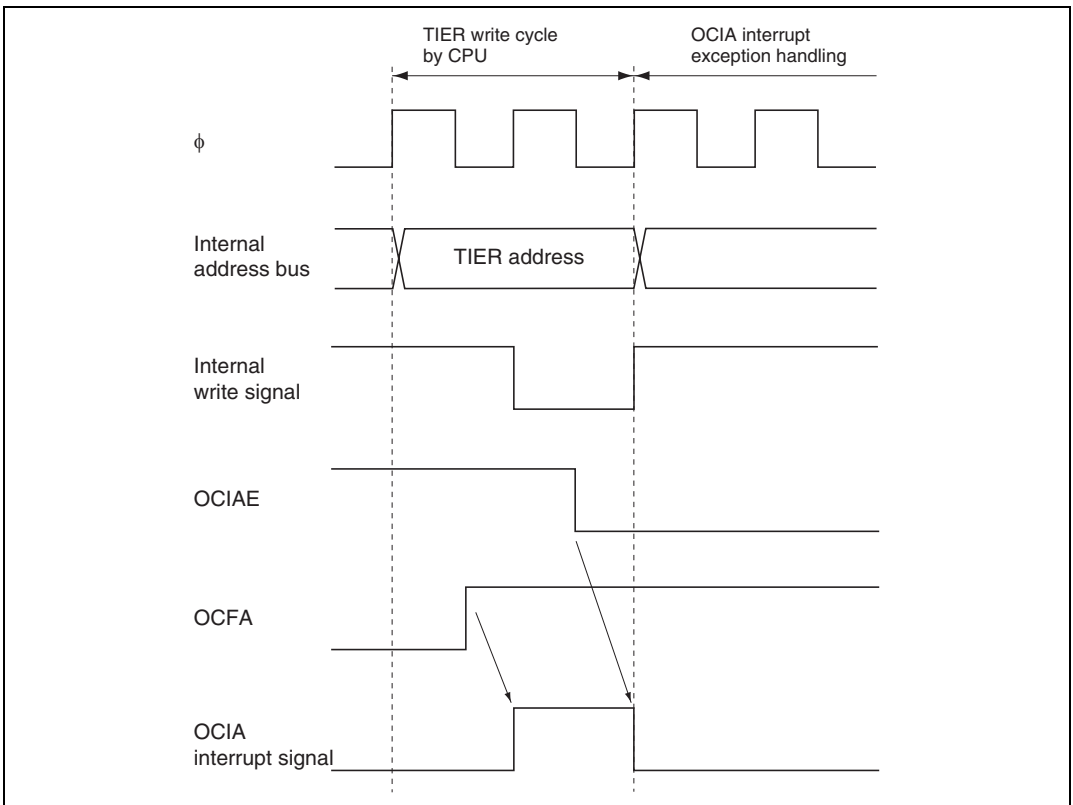 TIER write cycle
by CPU
OCIA interrupt
exception handling
ϕ
Internal
address bus
TIER address
Internal
write signal
OCIAE
OCFA
OCIA
interrupt signal